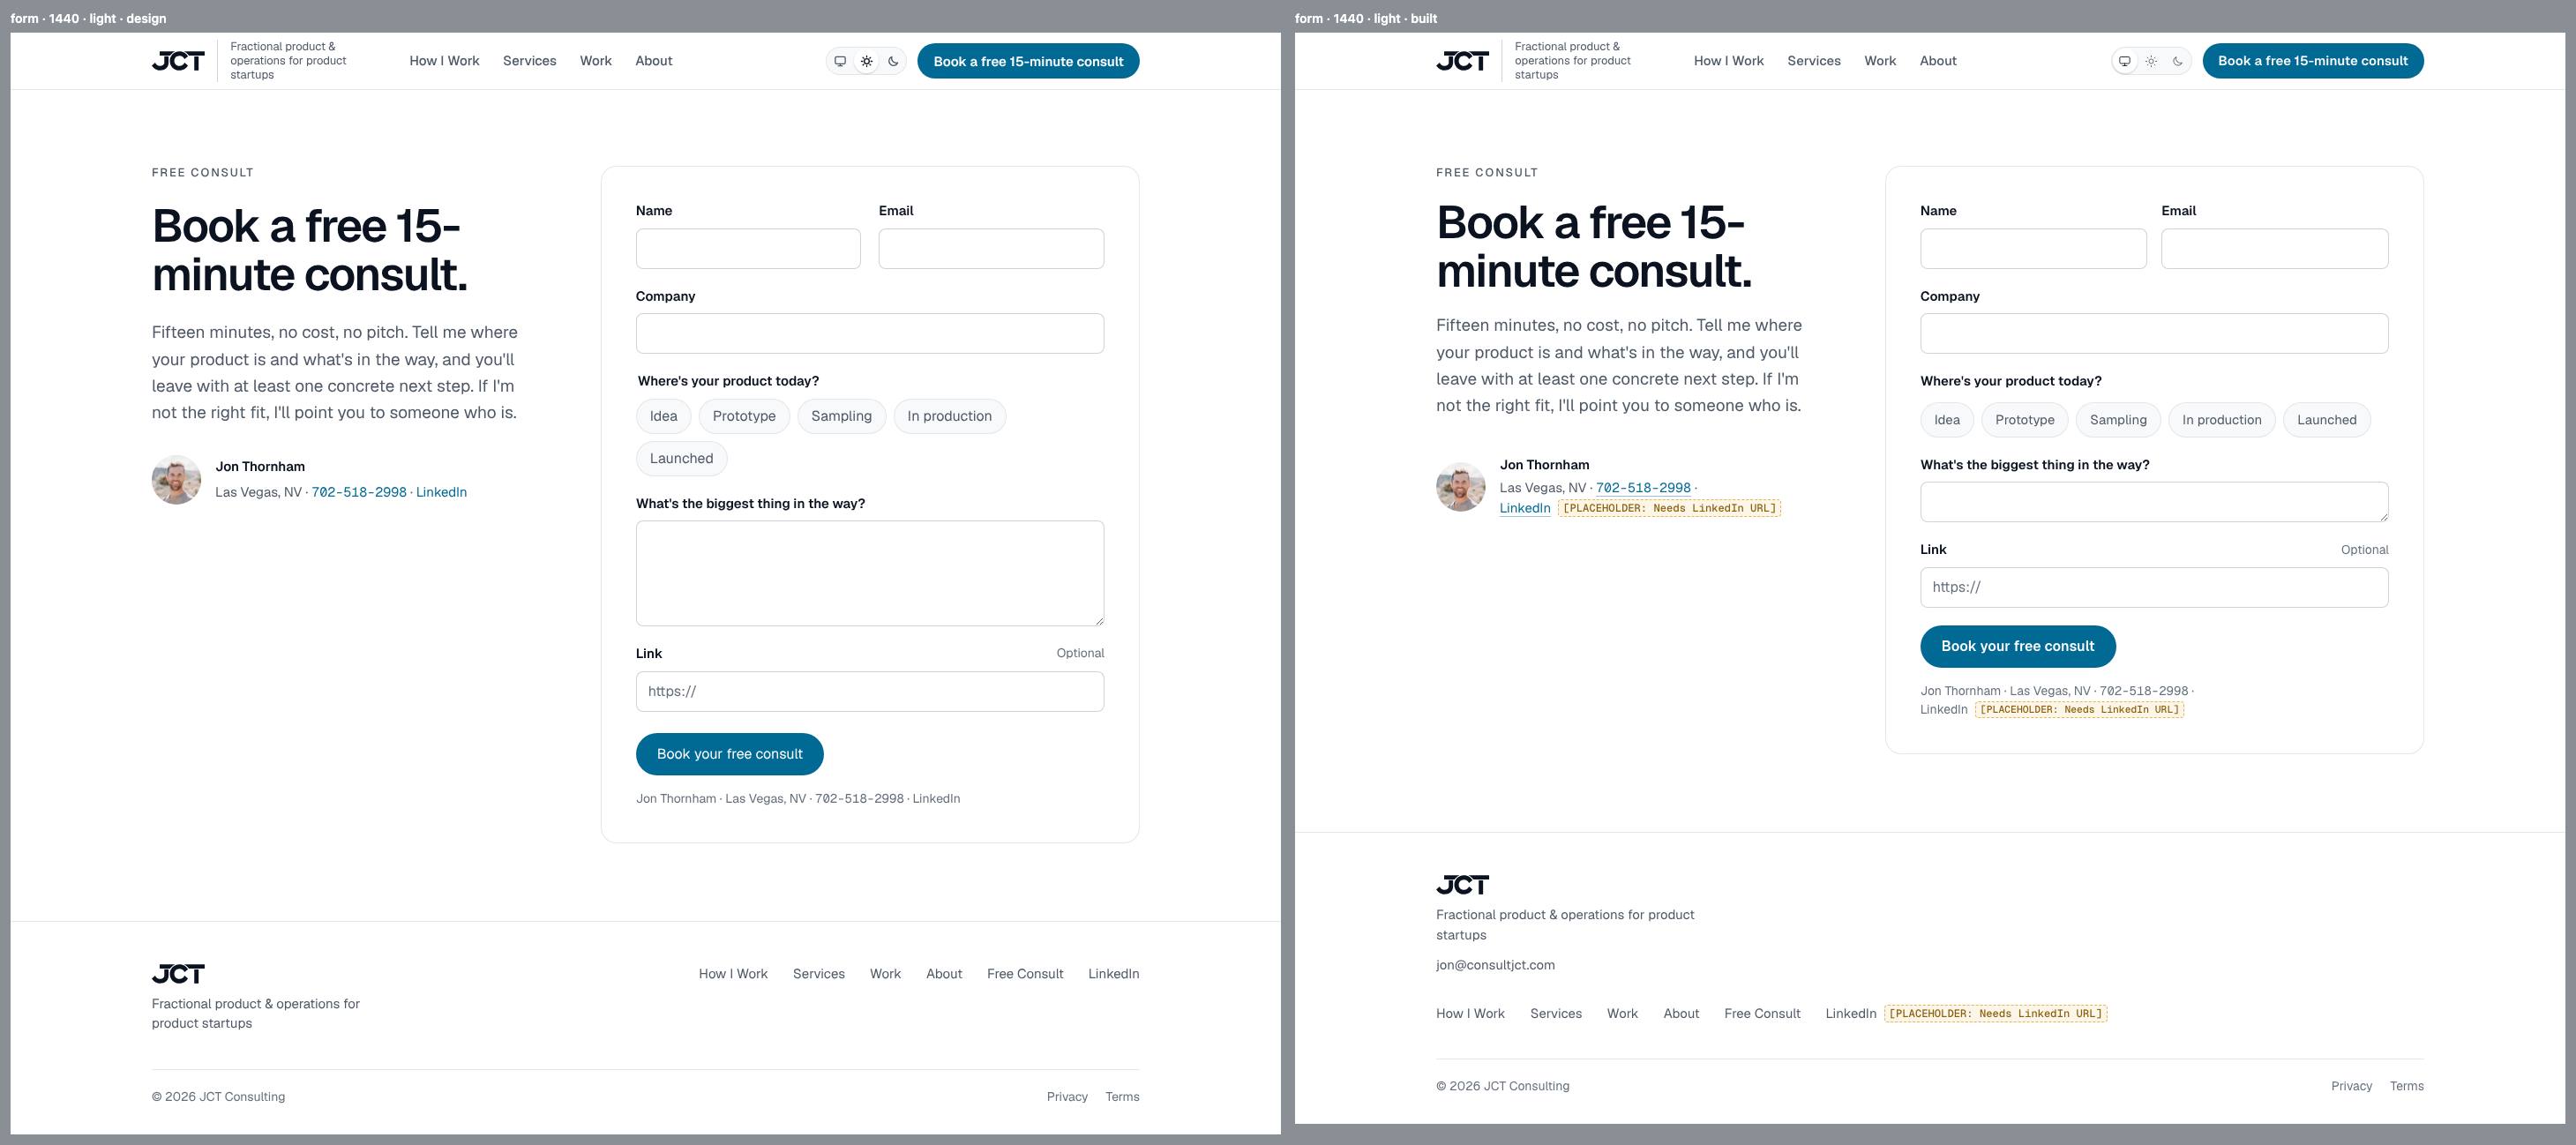 form · 1440 · light · design
JCT
Fractional product &
operations for product
startups
How I Work
Services
Work
About
Book a free 15-minute consult
FREE CONSULT
Book a free 15-
minute consult.
Fifteen minutes, no cost, no pitch. Tell me where
your product is and what's in the way, and you'll
leave with at least one concrete next step. If I'm
not the right fit, I'll point you to someone who is.
Jon Thornham
Las Vegas, NV · 702-518-2998 · LinkedIn
Name
Email
Company
Where's your product today?
Idea
Prototype
Sampling
In production
Launched
What's the biggest thing in the way?
Link
Optional
https://
Book your free consult
Jon Thornham · Las Vegas, NV · 702-518-2998 · LinkedIn
JCT
Fractional product & operations for
product startups
How I Work
Services
Work
About
Free Consult
LinkedIn
© 2026 JCT Consulting
Privacy
Terms
form · 1440 · light · built
JCT
Fractional product &
operations for product
startups
How I Work
Services
Work
About
Book a free 15-minute consult
FREE CONSULT
Book a free 15-
minute consult.
Fifteen minutes, no cost, no pitch. Tell me where
your product is and what's in the way, and you'll
leave with at least one concrete next step. If I'm
not the right fit, I'll point you to someone who is.
Jon Thornham
Las Vegas, NV · 702-518-2998 ·
LinkedIn [PLACEHOLDER: Needs LinkedIn URL]
Name
Email
Company
Where's your product today?
Idea
Prototype
Sampling
In production
Launched
What's the biggest thing in the way?
Link
Optional
https://
Book your free consult
Jon Thornham · Las Vegas, NV · 702-518-2998 ·
LinkedIn [PLACEHOLDER: Needs LinkedIn URL]
JCT
Fractional product & operations for product
startups
jon@consultjct.com
How I Work
Services
Work
About
Free Consult
LinkedIn [PLACEHOLDER: Needs LinkedIn URL]
© 2026 JCT Consulting
Privacy
Terms